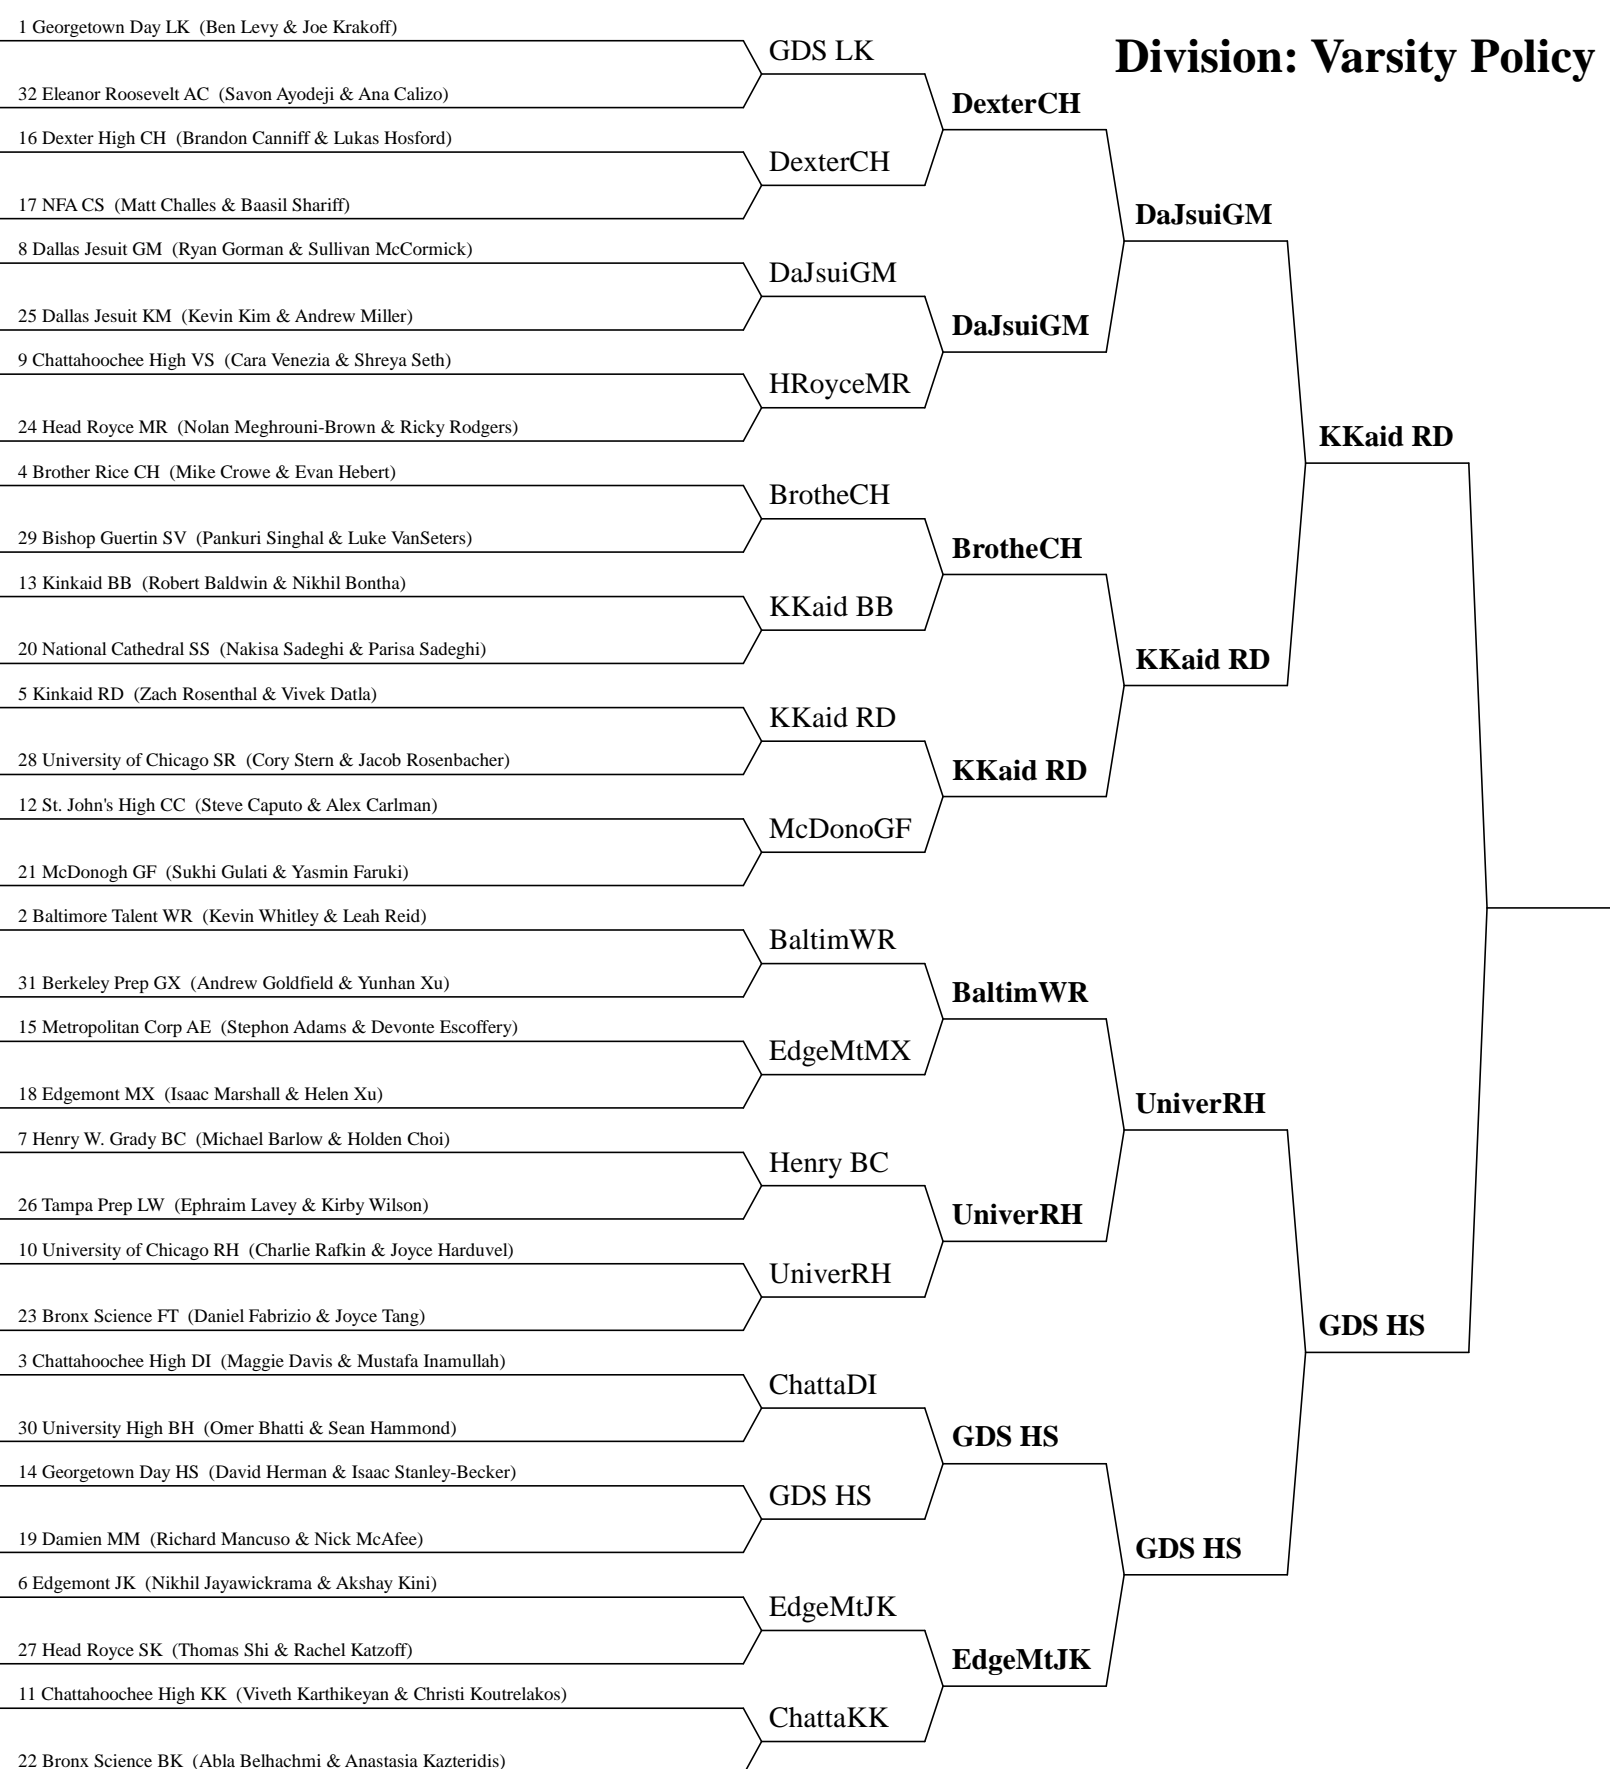 1 Georgetown Day LK  (Ben Levy & Joe Krakoff)
32 Eleanor Roosevelt AC  (Savon Ayodeji & Ana Calizo)
16 Dexter High CH  (Brandon Canniff & Lukas Hosford)
17 NFA CS  (Matt Challes & Baasil Shariff)
8 Dallas Jesuit GM  (Ryan Gorman & Sullivan McCormick)
25 Dallas Jesuit KM  (Kevin Kim & Andrew Miller)
9 Chattahoochee High VS  (Cara Venezia & Shreya Seth)
24 Head Royce MR  (Nolan Meghrouni-Brown & Ricky Rodgers)
4 Brother Rice CH  (Mike Crowe & Evan Hebert)
29 Bishop Guertin SV  (Pankuri Singhal & Luke VanSeters)
13 Kinkaid BB  (Robert Baldwin & Nikhil Bontha)
20 National Cathedral SS  (Nakisa Sadeghi & Parisa Sadeghi)
5 Kinkaid RD  (Zach Rosenthal & Vivek Datla)
28 University of Chicago SR  (Cory Stern & Jacob Rosenbacher)
12 St. John's High CC  (Steve Caputo & Alex Carlman)
21 McDonogh GF  (Sukhi Gulati & Yasmin Faruki)
2 Baltimore Talent WR  (Kevin Whitley & Leah Reid)
31 Berkeley Prep GX  (Andrew Goldfield & Yunhan Xu)
15 Metropolitan Corp AE  (Stephon Adams & Devonte Escoffery)
18 Edgemont MX  (Isaac Marshall & Helen Xu)
7 Henry W. Grady BC  (Michael Barlow & Holden Choi)
26 Tampa Prep LW  (Ephraim Lavey & Kirby Wilson)
10 University of Chicago RH  (Charlie Rafkin & Joyce Harduvel)
23 Bronx Science FT  (Daniel Fabrizio & Joyce Tang)
3 Chattahoochee High DI  (Maggie Davis & Mustafa Inamullah)
30 University High BH  (Omer Bhatti & Sean Hammond)
14 Georgetown Day HS  (David Herman & Isaac Stanley-Becker)
19 Damien MM  (Richard Mancuso & Nick McAfee)
6 Edgemont JK  (Nikhil Jayawickrama & Akshay Kini)
27 Head Royce SK  (Thomas Shi & Rachel Katzoff)
11 Chattahoochee High KK  (Viveth Karthikeyan & Christi Koutrelakos)
22 Bronx Science BK  (Abla Belhachmi & Anastasia Kazteridis)
GDS LK
DexterCH
DaJsuiGM
HRoyceMR
BrotheCH
KKaid BB
KKaid RD
McDonoGF
BaltimWR
EdgeMtMX
Henry BC
UniverRH
ChattaDI
GDS HS
EdgeMtJK
ChattaKK
DexterCH
DaJsuiGM
BrotheCH
KKaid RD
BaltimWR
UniverRH
GDS HS
EdgeMtJK
Division: Varsity Policy
DaJsuiGM
KKaid RD
UniverRH
GDS HS
KKaid RD
GDS HS